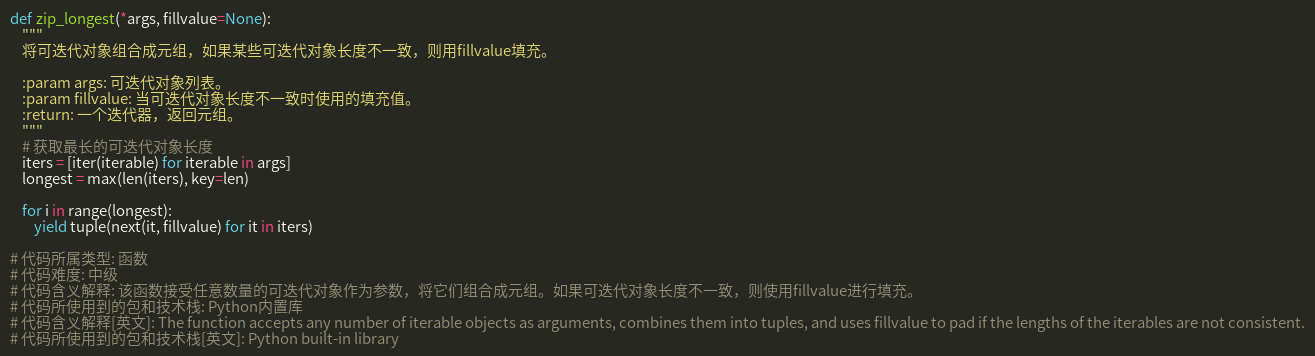 def zip_longest(*args, fillvalue=None):
"""
将可迭代对象组合成元组，如果某些可迭代对象长度不一致，则用fillvalue填充。
:param args: 可迭代对象列表。
:param fillvalue: 当可迭代对象长度不一致时使用的填充值。
:return: 一个迭代器，返回元组。
"""
# 获取最长的可迭代对象长度
iters = [iter(iterable) for iterable in args]
longest = max(len(iters), key=len)
for i in range(longest):
yield tuple(next(it, fillvalue) for it in iters)
# 代码所属类型: 函数
# 代码难度: 中级
# 代码含义解释: 该函数接受任意数量的可迭代对象作为参数，将它们组合成元组。如果可迭代对象长度不一致，则使用fillvalue进行填充。
# 代码所使用到的包和技术栈: Python内置库
# 代码含义解释[英文]: The function accepts any number of iterable objects as arguments, combines them into tuples, and uses fillvalue to pad if the lengths of the iterables are not consistent.
# 代码所使用到的包和技术栈[英文]: Python built-in library